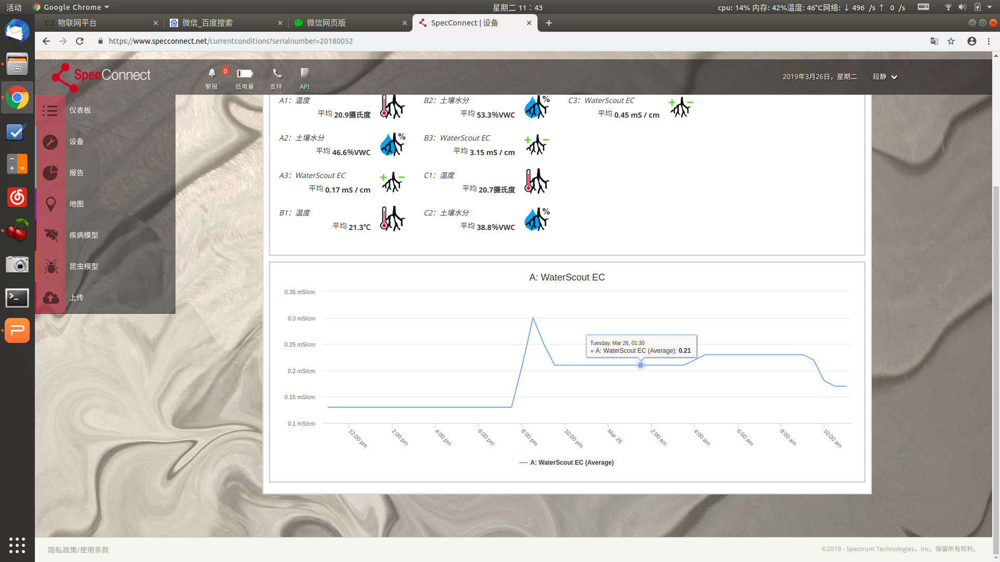 活动
Google Chrome
星期二 11：43
cpu: 14% 内存: 42%温度: 46°C网络: ↓ 496 /s ↑ 0 /s
物联网平台
微信_百度搜索
微信网页版
SpecConnect | 设备
https://www.specconnect.net/currentconditions?serialnumber=20180052
SpecConnect
0
警报
低电量
支持
API
2019年3月26日，星期二
段静
仪表板
设备
报告
地图
疾病模型
昆虫模型
上传
A1：温度
平均 20.9摄氏度
B2：土壤水分
平均 53.3%VWC
C3：WaterScout EC
平均 0.45 mS / cm
A2：土壤水分
平均 46.6%VWC
B3：WaterScout EC
平均 3.15 mS / cm
A3：WaterScout EC
平均 0.17 mS / cm
C1：温度
平均 20.7摄氏度
B1：温度
平均 21.3℃
C2：土壤水分
平均 38.8%VWC
A: WaterScout EC
0.35 mS/cm
0.3 mS/cm
0.25 mS/cm
0.2 mS/cm
0.15 mS/cm
0.1 mS/cm
Tuesday, Mar 26, 01:30
A: WaterScout EC (Average): 0.21
12:00 pm
2:00 pm
4:00 pm
6:00 pm
8:00 pm
10:00 pm
Mar 26
2:00 am
4:00 am
6:00 am
8:00 am
10:00 am
A: WaterScout EC (Average)
隐私政策/使用条款
©2019 - Spectrum Technologies，Inc。保留所有权利。